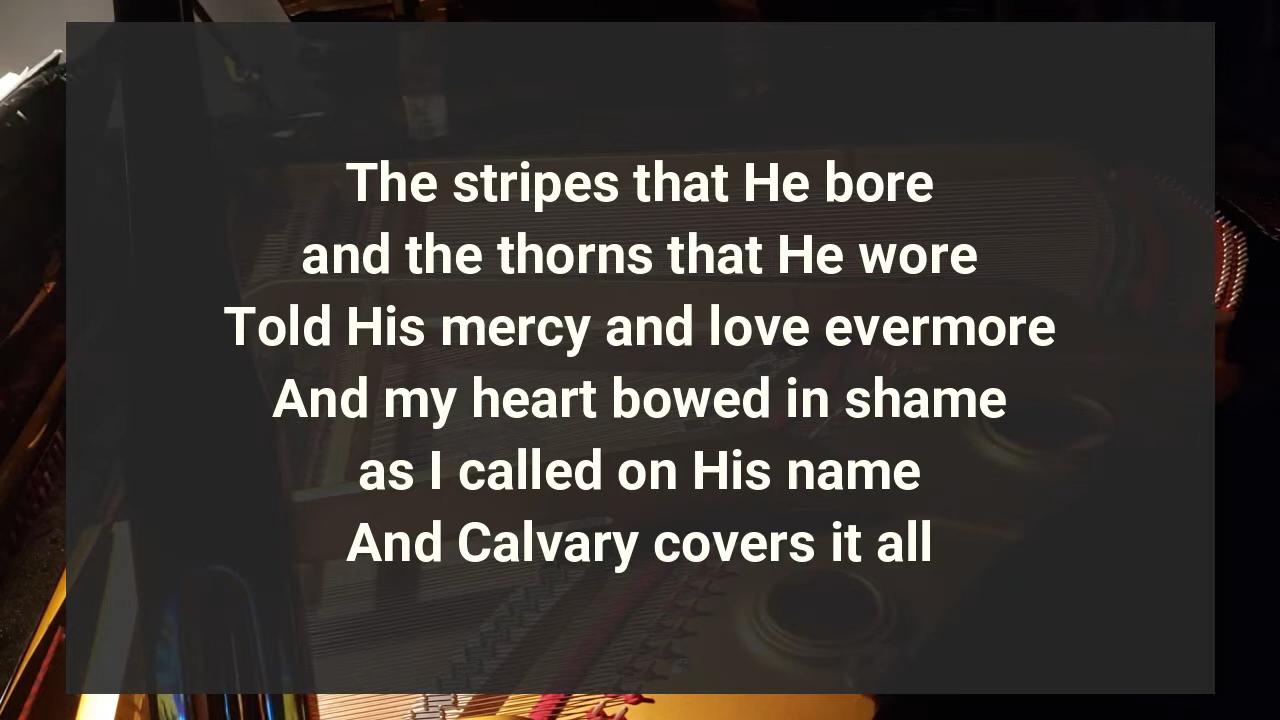 The stripes that He bore
and the thorns that He wore
Told His mercy and love evermore
And my heart bowed in shame
as I called on His name
And Calvary covers it all